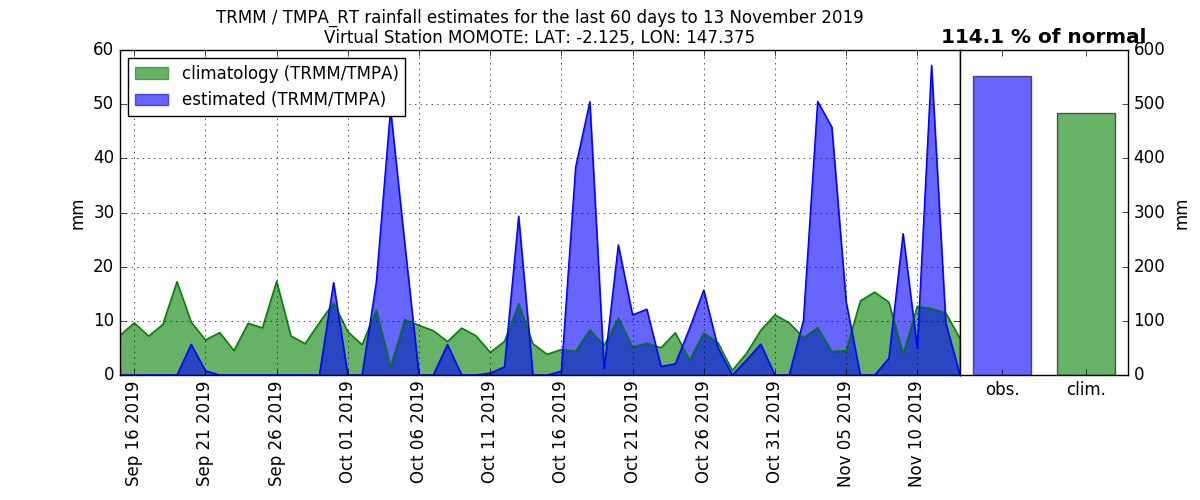 TRMM / TMPA_RT rainfall estimates for the last 60 days to 13 November 2019
Virtual Station MOMOTE: LAT: -2.125, LON: 147.375
114.1 % of normal
climatology (TRMM/TMPA)
estimated (TRMM/TMPA)
60
50
40
30
20
10
0
mm
600
500
400
300
200
100
0
mm
Sep 16 2019
Sep 21 2019
Sep 26 2019
Oct 01 2019
Oct 06 2019
Oct 11 2019
Oct 16 2019
Oct 21 2019
Oct 26 2019
Oct 31 2019
Nov 05 2019
Nov 10 2019
obs.
clim.